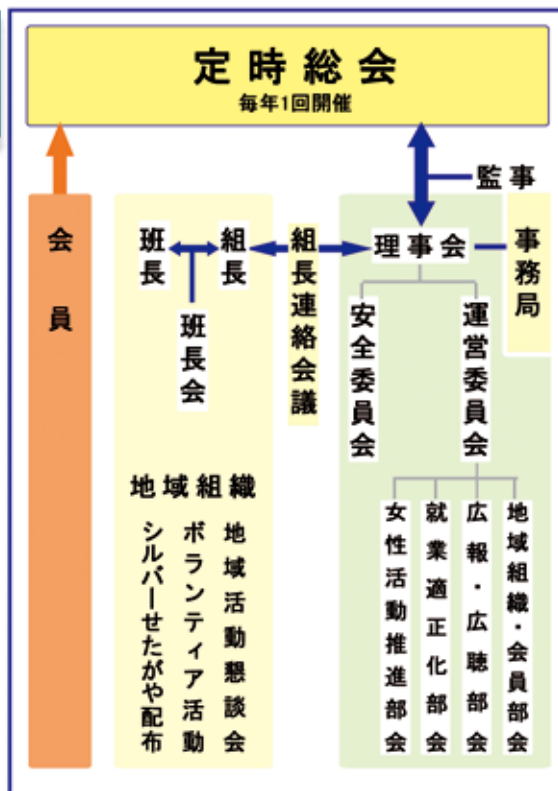 定時総会
毎年1回開催
監事
会員
班長
組長
班長会
組長連絡会議
理事会
事務局
安全委員会
運営委員会
地域組織
地域活動懇談会
ボランティア活動
シルバーせたがや配布
女性活動推進部会
就業適正化部会
広報・広聴部会
地域組織・会員部会